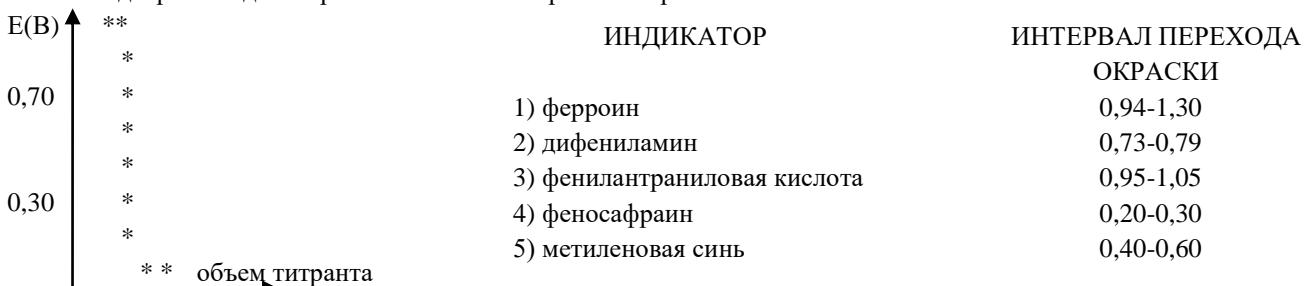 E(В) ** ИНДИКАТОР ИНТЕРВАЛ ПЕРЕХОДА
* ОКРАСКИ
0,70 * 1) ферроин 0,94-1,30
* 2) дифениламин 0,73-0,79
* 3) фенилантраниловая кислота 0,95-1,05
0,30 * 4) феносафраин 0,20-0,30
* 5) метиленовая синь 0,40-0,60
* * объем титранта